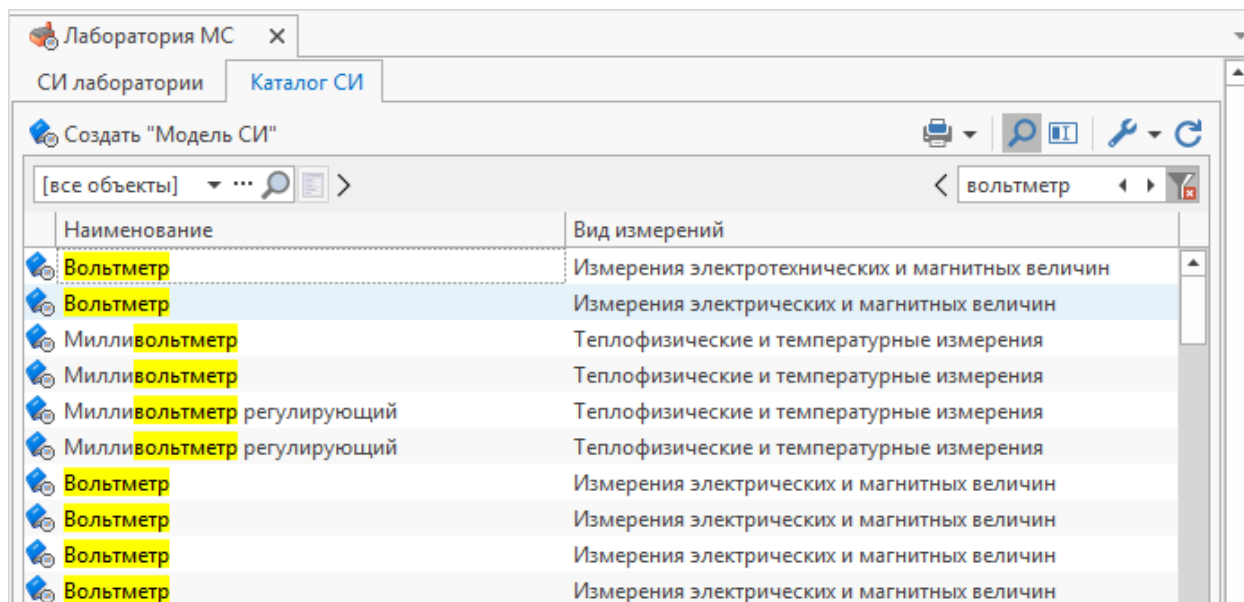 Лаборатория МС
СИ лаборатории Каталог СИ
Создать "Модель СИ"
[все объекты] вольтметр
Наименование Вид измерений
Вольтметр Измерения электротехнических и магнитных величин
Вольтметр Измерения электрических и магнитных величин
Милливольтметр Теплофизические и температурные измерения
Милливольтметр Теплофизические и температурные измерения
Милливольтметр регулирующий Теплофизические и температурные измерения
Милливольтметр регулирующий Теплофизические и температурные измерения
Вольтметр Измерения электрических и магнитных величин
Вольтметр Измерения электрических и магнитных величин
Вольтметр Измерения электрических и магнитных величин
Вольтметр Измерения электрических и магнитных величин